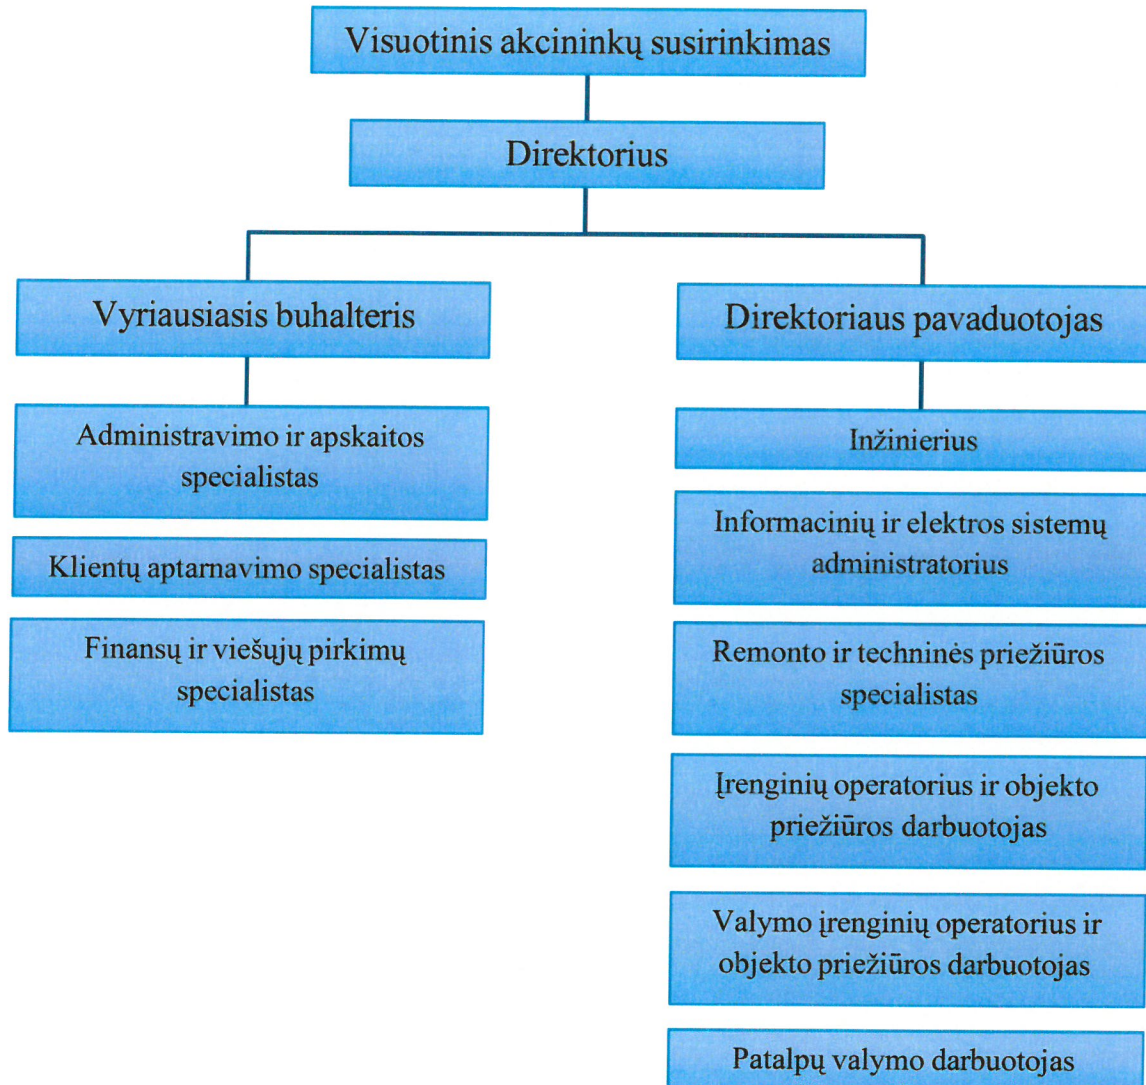 Visuotinis akcininkų susirinkimas
Direktorius
Vyriausiasis buhalteris
Administravimo ir apskaitos
specialistas
Klientų aptarnavimo specialistas
Finansų ir viešųjų pirkimų
specialistas
Direktoriaus pavaduotojas
Inžinierius
Informacinių ir elektros sistemų
administratorius
Remonto ir techninės priežiūros
specialistas
Įrenginių operatorius ir objekto
priežiūros darbuotojas
Valymo įrenginių operatorius ir
objekto priežiūros darbuotojas
Patalpų valymo darbuotojas